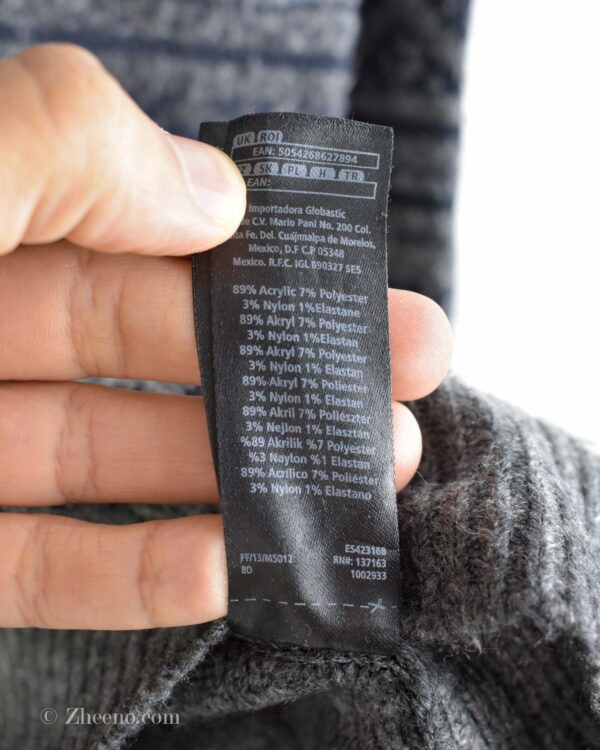 UK ROI
EAN: 5054268627894
SK PL H TR
EAN:
Importadora Globastic
C.V. Mario Pani No. 200 Col.
Fe. Del. Cuajimalpa de Morelos,
Mexico, D.F C.P 05348
Mexico. R.F.C. IGL 090327 SE5
89% Acrylic 7% Polyester
3% Nylon 1%Elastane
89% Akryl 7% Polyester
3% Nylon 1%Elastan
89% Akryl 7% Polyester
3% Nylon 1% Elastan
89% Akryl 7% Poliester
3% Nylon 1% Elastan
89% Akril 7% Poliészter
3% Nejlon 1% Elasztán
%89 Akrilik %7 Polyester
%3 Naylon %1 Elastan
89% Acrílico 7% Poliéster
3% Nylon 1% Elastano
ES423168
FF/13/M5012 RN#: 137163
8D 1002933
© Zheeno.com